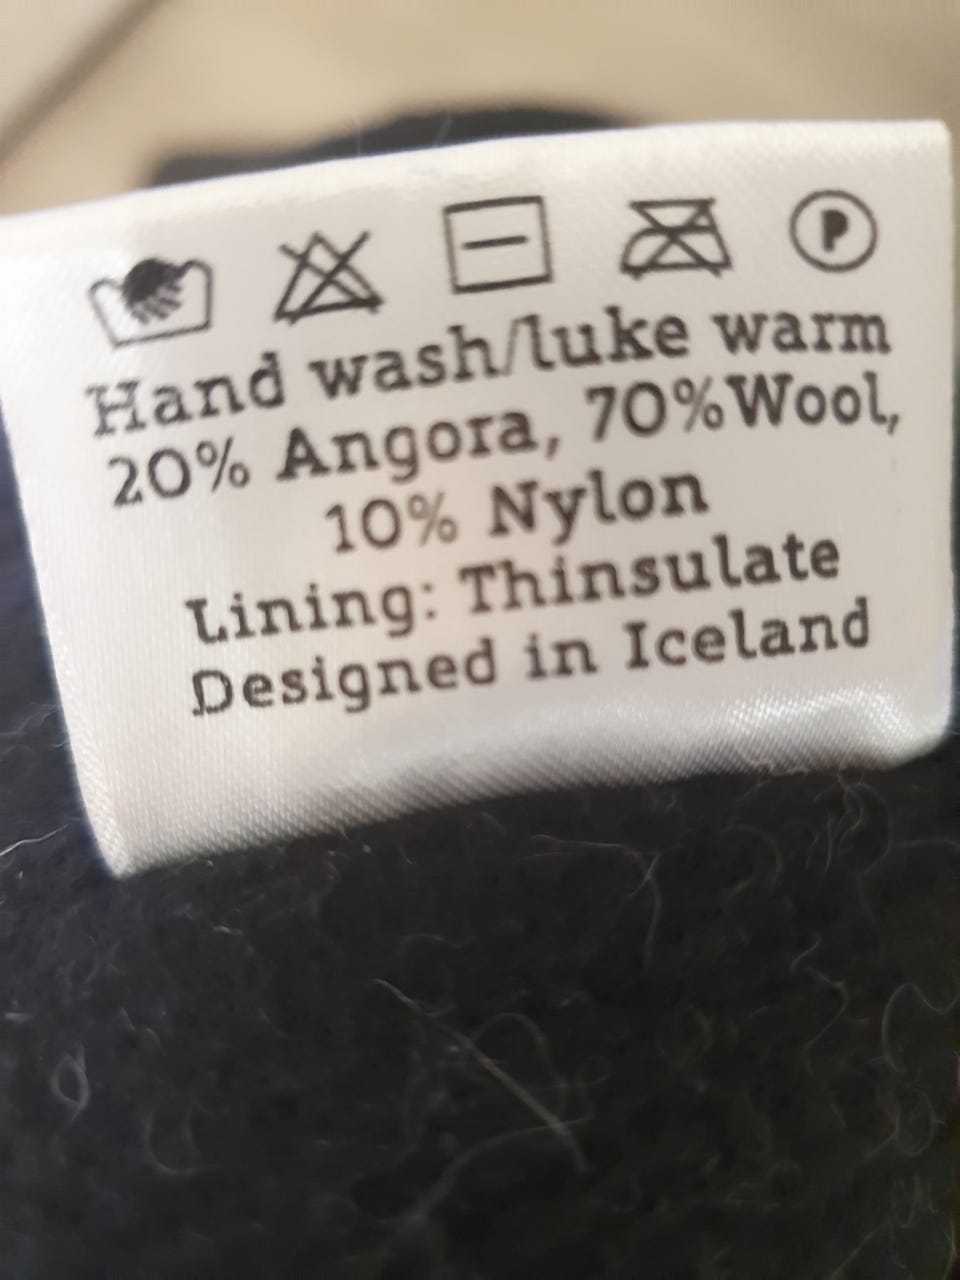 P
Hand wash/luke warm
20% Angora, 70%Wool,
10% Nylon
Lining: Thinsulate
Designed in Iceland